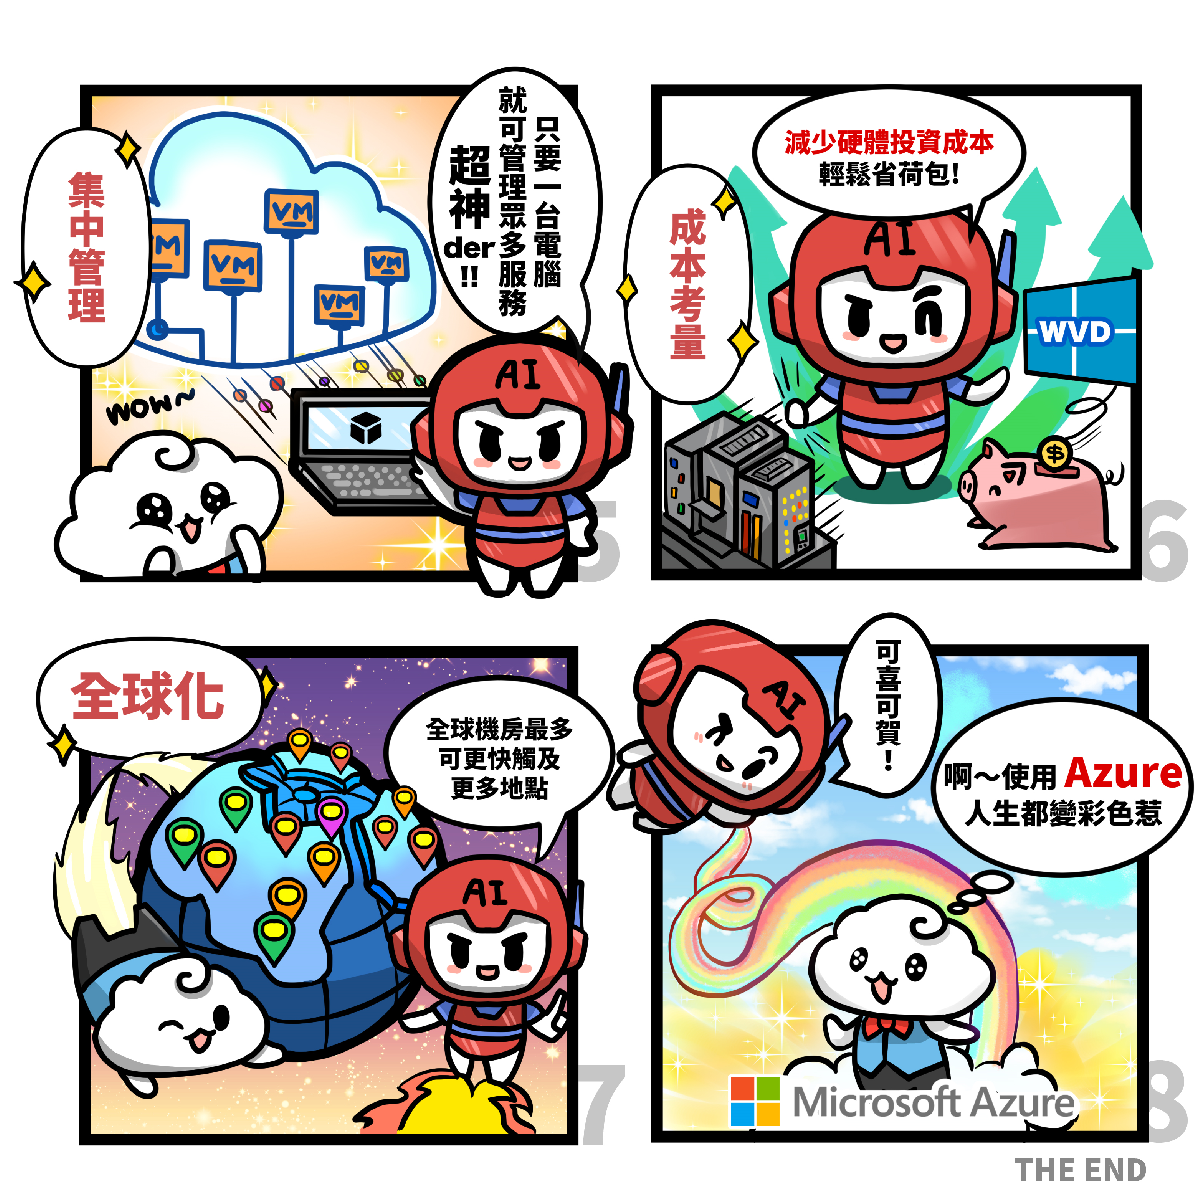 集中管理
VM
VM
VM
VM
VM
只要一台電腦
就可管理眾多服務
超神
der
!!
AI
WOW~
5
成本考量
減少硬體投資成本
輕鬆省荷包!
AI
WVD
$
6
全球化
全球機房最多
可更快觸及
更多地點
AI
7
AI
可喜可賀！
啊～使用 Azure
人生都變彩色惹
Microsoft Azure
8
THE END